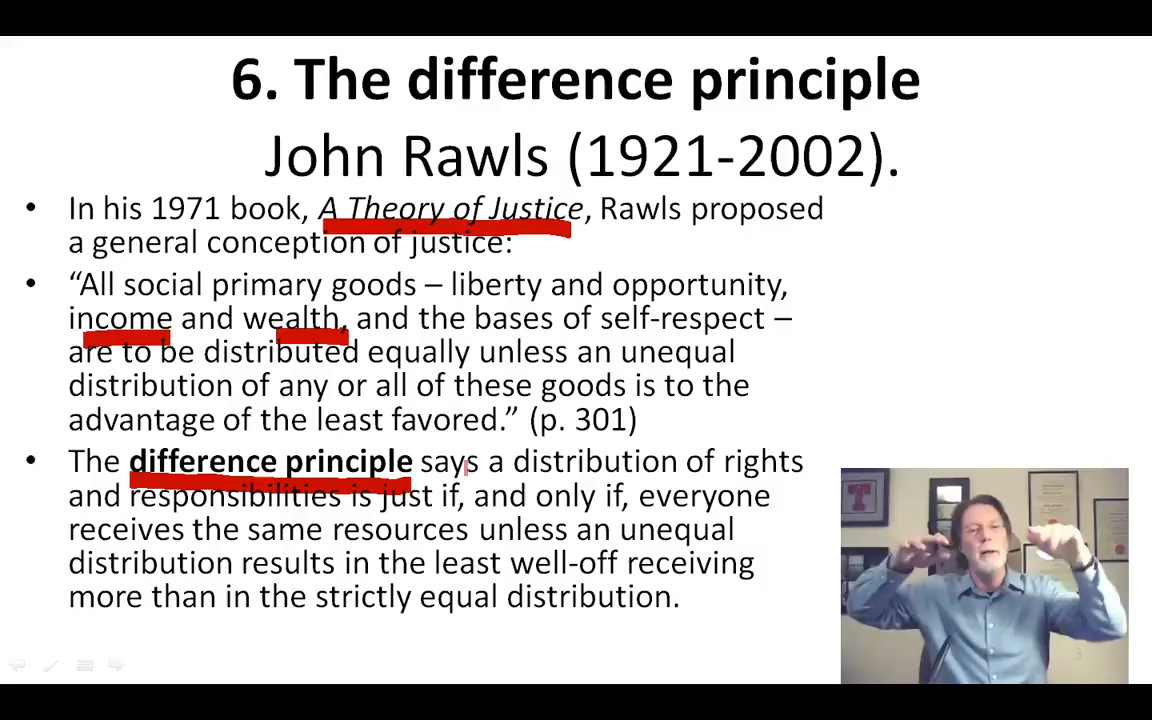 6. The difference principle
John Rawls (1921-2002).
• In his 1971 book, A Theory of Justice, Rawls proposed
a general conception of justice:
• “All social primary goods – liberty and opportunity,
income and wealth, and the bases of self-respect –
are to be distributed equally unless an unequal
distribution of any or all of these goods is to the
advantage of the least favored.” (p. 301)
• The difference principle says a distribution of rights
and responsibilities is just if, and only if, everyone
receives the same resources unless an unequal
distribution results in the least well-off receiving
more than in the strictly equal distribution.